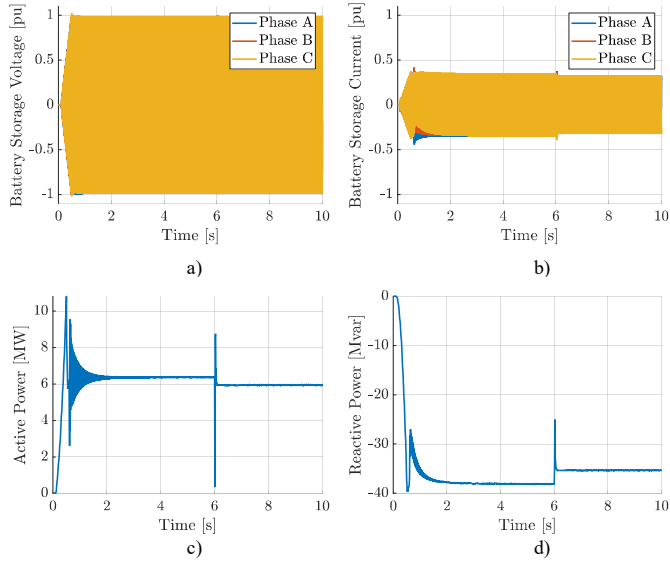 Battery Storage Voltage [pu]
1
0.5
0
-0.5
-1
Phase A
Phase B
Phase C
0 2 4 6 8 10
Time [s]
a)
Battery Storage Current [pu]
1
0.5
0
-0.5
-1
Phase A
Phase B
Phase C
0 2 4 6 8 10
Time [s]
b)
Active Power [MW]
10
8
6
4
2
0
0 2 4 6 8 10
Time [s]
c)
Reactive Power [Mvar]
0
-10
-20
-30
-40
0 2 4 6 8 10
Time [s]
d)